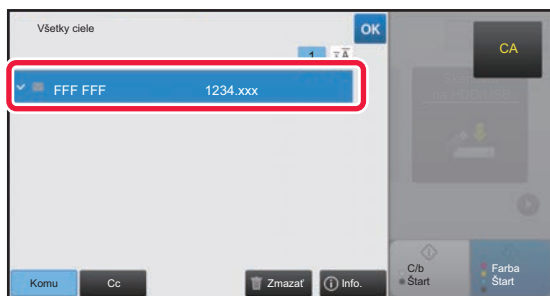 Všetky ciele
OK
CA
1
FFF FFF 1234.xxx
Komu
Cc
Zmazať
Info.
C/b
Štart
Farba
Štart